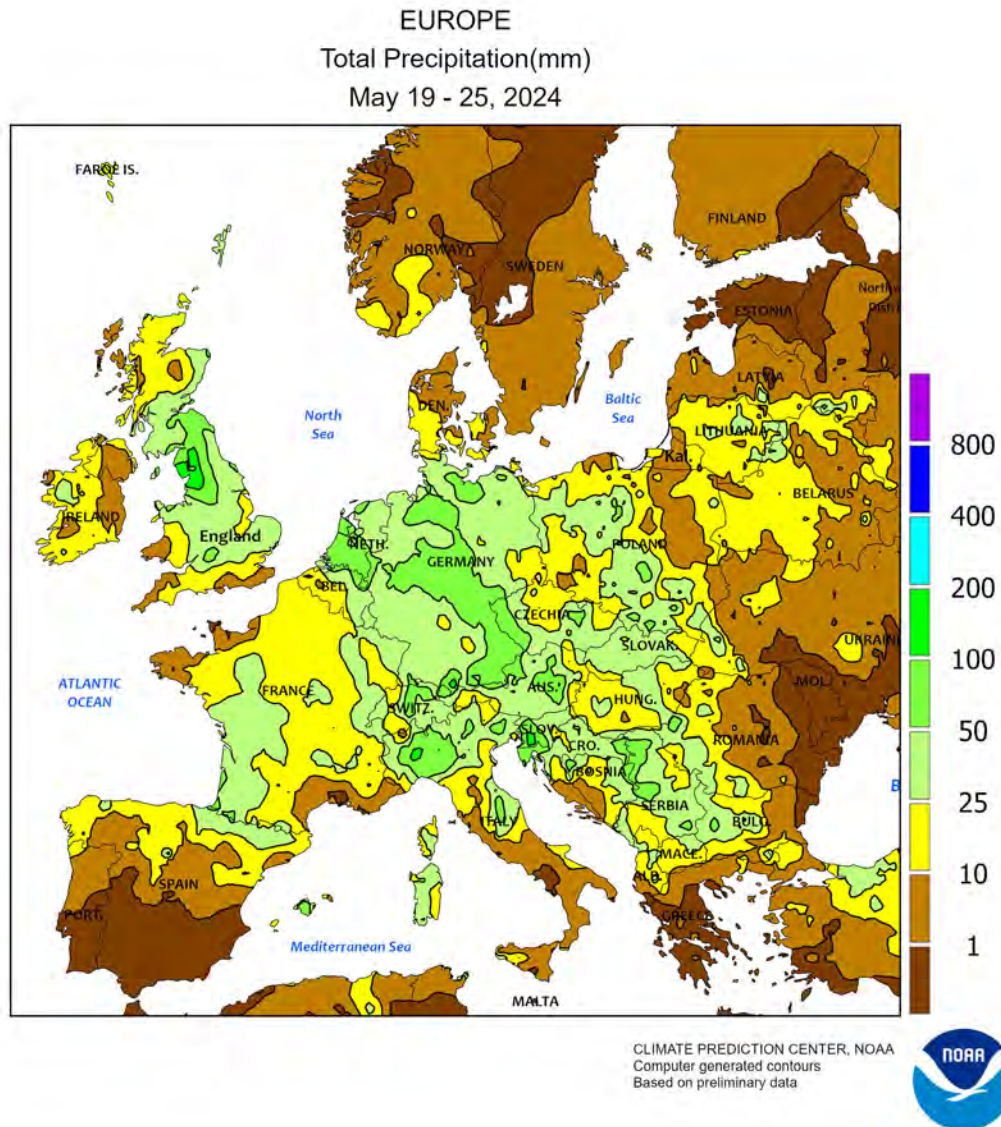 EUROPE
Total Precipitation(mm)
May 19 - 25, 2024
FAROE IS.
FINLAND
NORWAY
SWEDEN
ESTONIA
LATVIA
North
Sea
Baltic
Sea
DEN.
LITHUANIA
Kal.
BELARUS
IRELAND
England
NETH.
GERMANY
POLAND
BEL.
CZECHIA
UKRAIN
SLOVAK.
ATLANTIC
OCEAN
FRANCE
AUS.
MOL.
SWITZ.
HUNG.
SLOV.
CRO.
ROMANIA
BOSNIA
B
SERBIA
ITALY
BULG.
MACE.
ALB.
SPAIN
PORT.
GREECE
Mediterranean Sea
MALTA
800
400
200
100
50
25
10
1
CLIMATE PREDICTION CENTER, NOAA
Computer generated contours
Based on preliminary data
NOAA